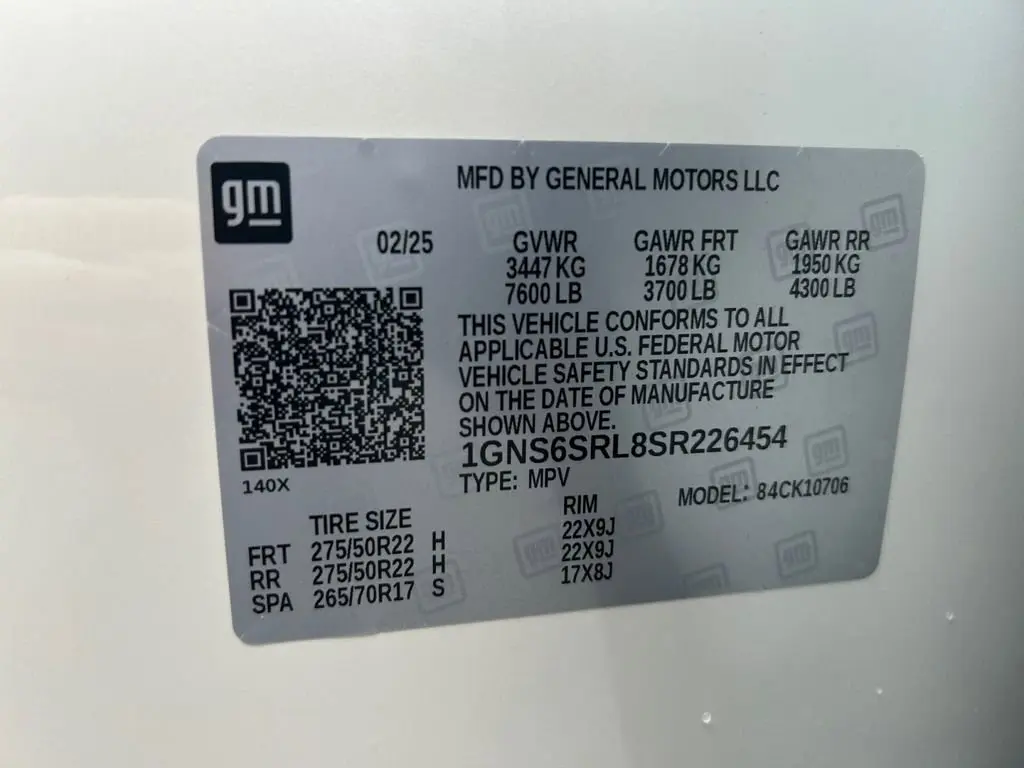 gm
MFD BY GENERAL MOTORS LLC
02/25 GVWR GAWR FRT GAWR RR
3447 KG 1678 KG 1950 KG
7600 LB 3700 LB 4300 LB
THIS VEHICLE CONFORMS TO ALL
APPLICABLE U.S. FEDERAL MOTOR
VEHICLE SAFETY STANDARDS IN EFFECT
ON THE DATE OF MANUFACTURE
SHOWN ABOVE.
1GNS6SRL8SR226454
TYPE: MPV MODEL: 84CK10706
140X
TIRE SIZE RIM
FRT 275/50R22 H 22X9J
RR 275/50R22 H 22X9J
SPA 265/70R17 S 17X8J